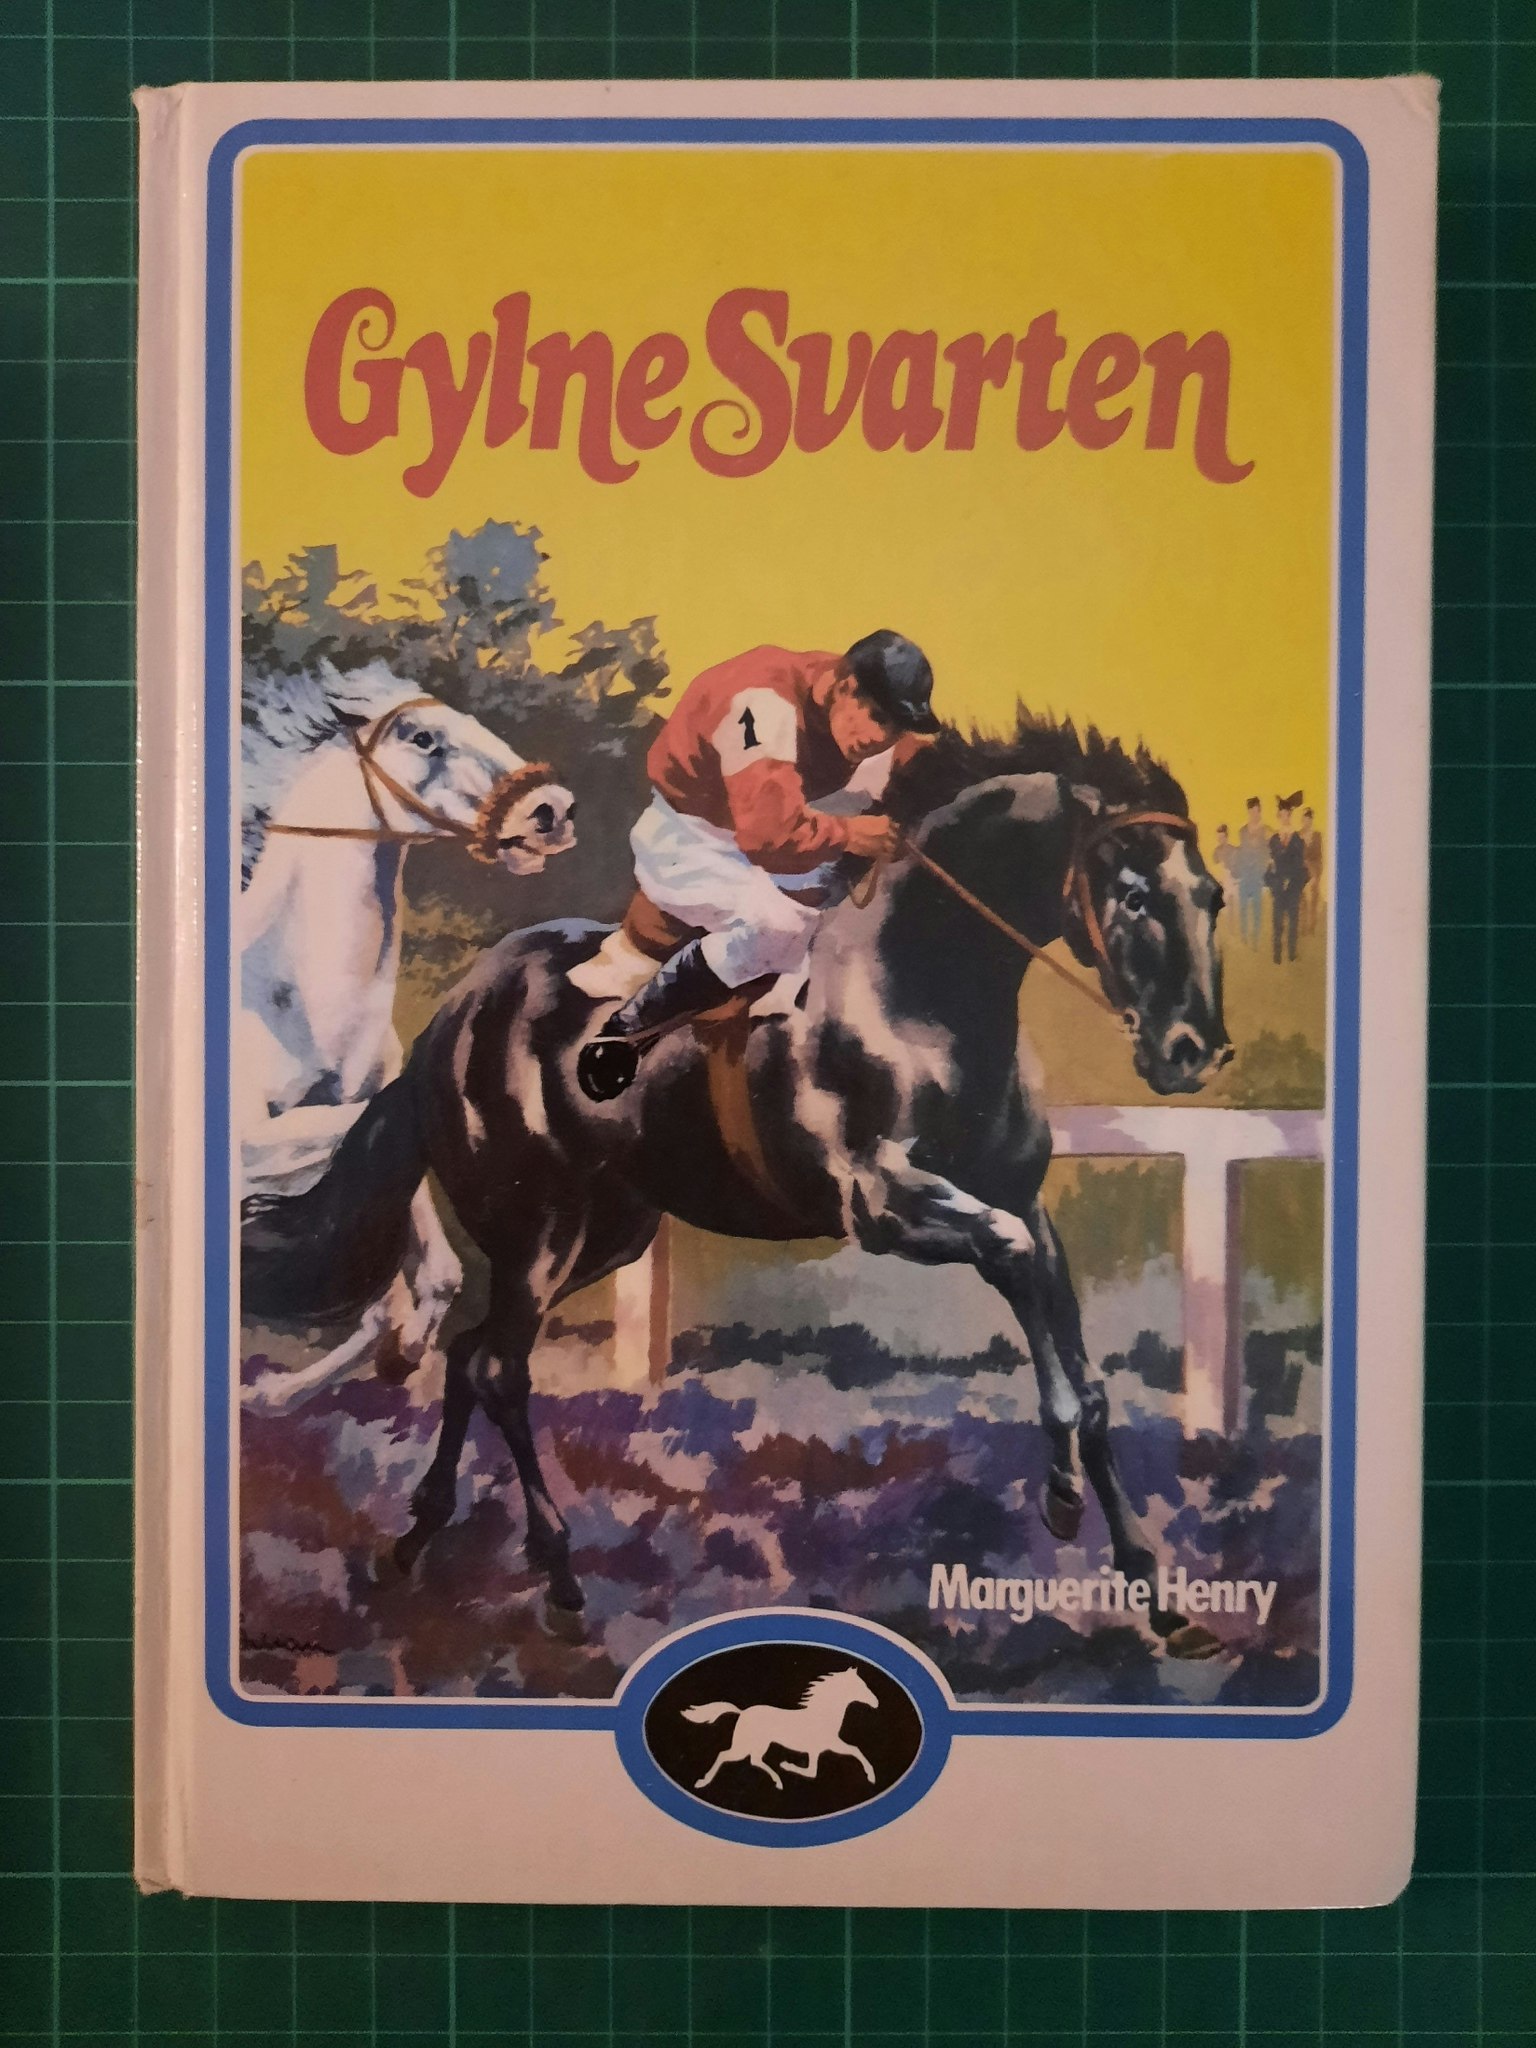 Gylne Svarten
1
Marguerite Henry